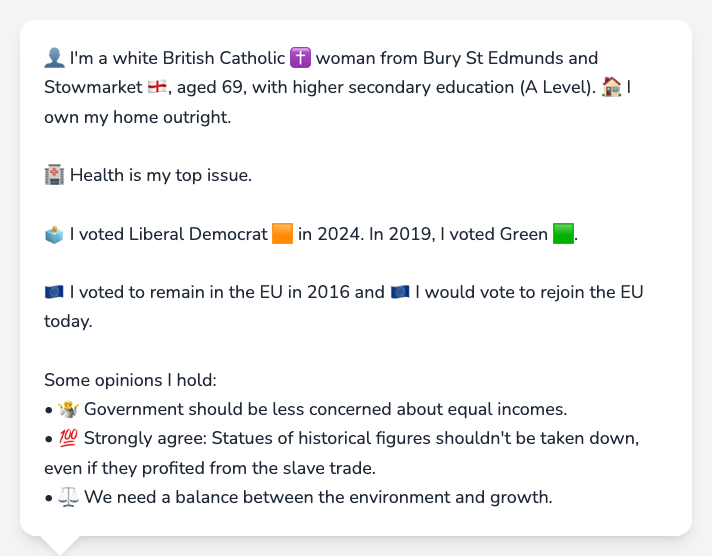 👤 I'm a white British Catholic ✝️ woman from Bury St Edmunds and
Stowmarket 🏴󠁧󠁢󠁥󠁮󠁧󠁿, aged 69, with higher secondary education (A Level). 🏠 I
own my home outright.
🏥 Health is my top issue.
🗳️ I voted Liberal Democrat 🟧 in 2024. In 2019, I voted Green 🟩.
🇪🇺 I voted to remain in the EU in 2016 and 🇪🇺 I would vote to rejoin the EU
today.
Some opinions I hold:
• 🤷 Government should be less concerned about equal incomes.
• 💯 Strongly agree: Statues of historical figures shouldn't be taken down,
even if they profited from the slave trade.
• ⚖️ We need a balance between the environment and growth.